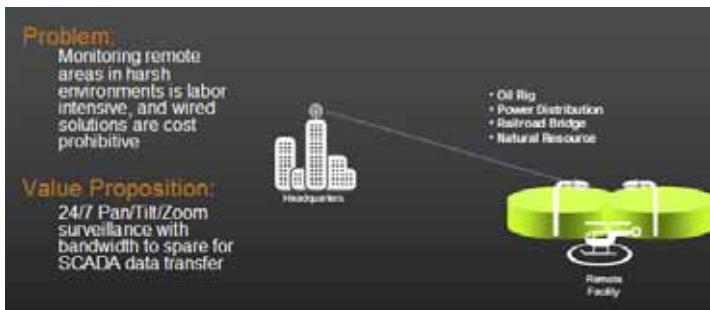 Problem:
Monitoring remote
areas in harsh
environments is labor
intensive, and wired
solutions are cost
prohibitive
Value Proposition:
24/7 Pan/Tilt/Zoom
surveillance with
bandwidth to spare for
SCADA data transfer
Headquarters
• Oil Rig
• Power Distribution
• Railroad Bridge
• Natural Resource
Remote
Facility